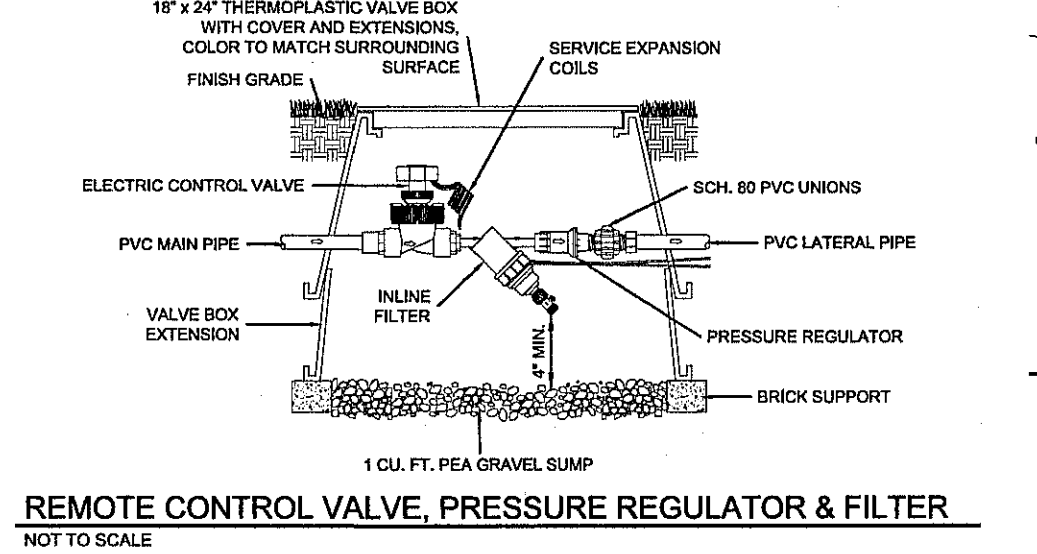 18" x 24" THERMOPLASTIC VALVE BOX
WITH COVER AND EXTENSIONS,
COLOR TO MATCH SURROUNDING
SURFACE
SERVICE EXPANSION
COILS
FINISH GRADE
ELECTRIC CONTROL VALVE
SCH. 80 PVC UNIONS
PVC MAIN PIPE
PVC LATERAL PIPE
INLINE
FILTER
VALVE BOX
EXTENSION
4" MIN.
PRESSURE REGULATOR
BRICK SUPPORT
1 CU. FT. PEA GRAVEL SUMP
REMOTE CONTROL VALVE, PRESSURE REGULATOR & FILTER
NOT TO SCALE